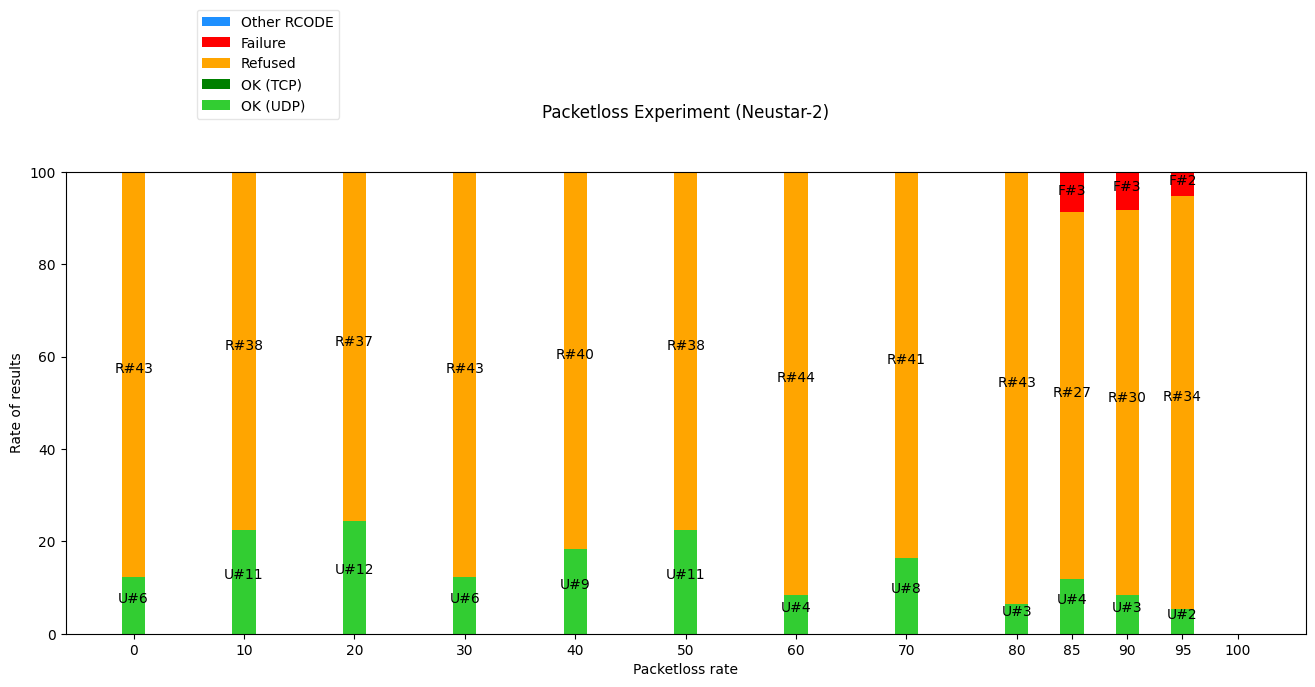 Other RCODE
Failure
Refused
OK (TCP)
OK (UDP)
Packetloss Experiment (Neustar-2)
Rate of results
100
80
60
40
20
0
F#3
F#3
F#2
R#43
R#38
R#37
R#43
R#40
R#38
R#44
R#41
R#43
R#27
R#30
R#34
U#6
U#11
U#12
U#6
U#9
U#11
U#4
U#8
U#3
U#4
U#3
U#2
0 10 20 30 40 50 60 70 80 85 90 95 100
Packetloss rate